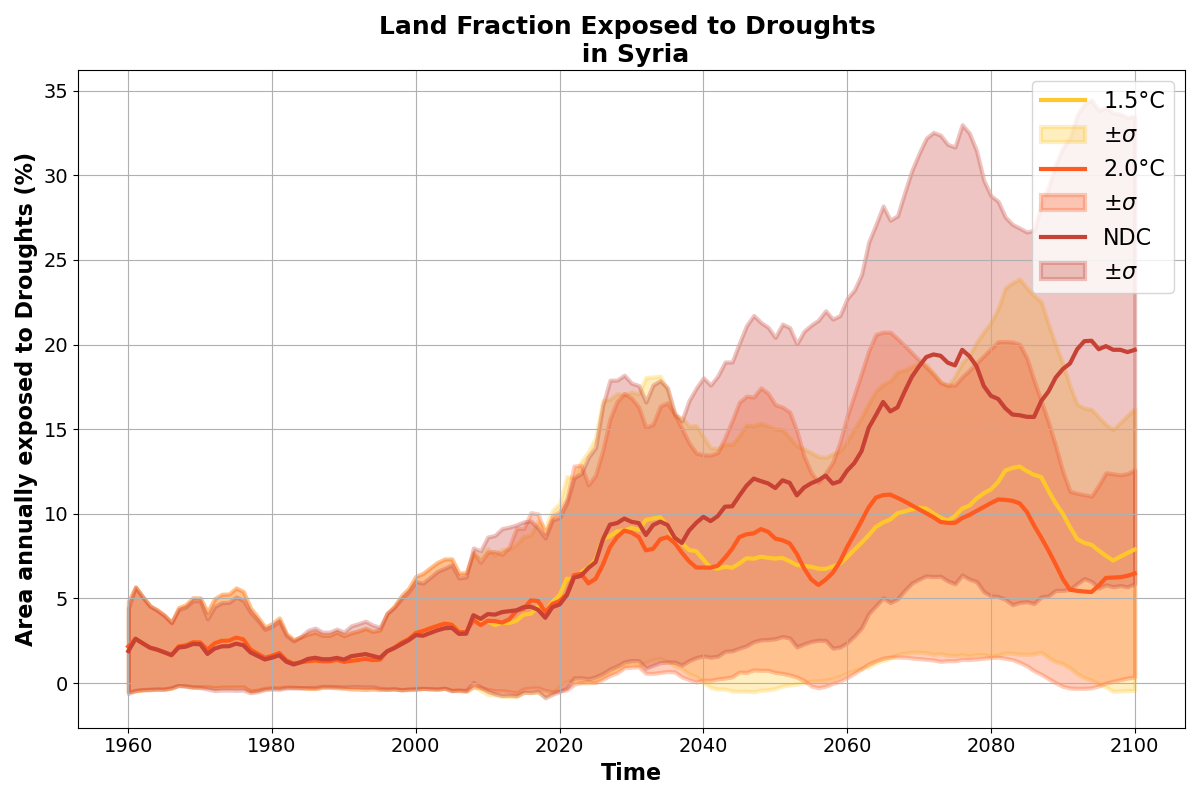 Land Fraction Exposed to Droughts
in Syria
Area annually exposed to Droughts (%)
35
30
25
20
15
10
5
0
1960
1980
2000
2020
2040
2060
2080
2100
Time
1.5°C
±σ
2.0°C
±σ
NDC
±σ